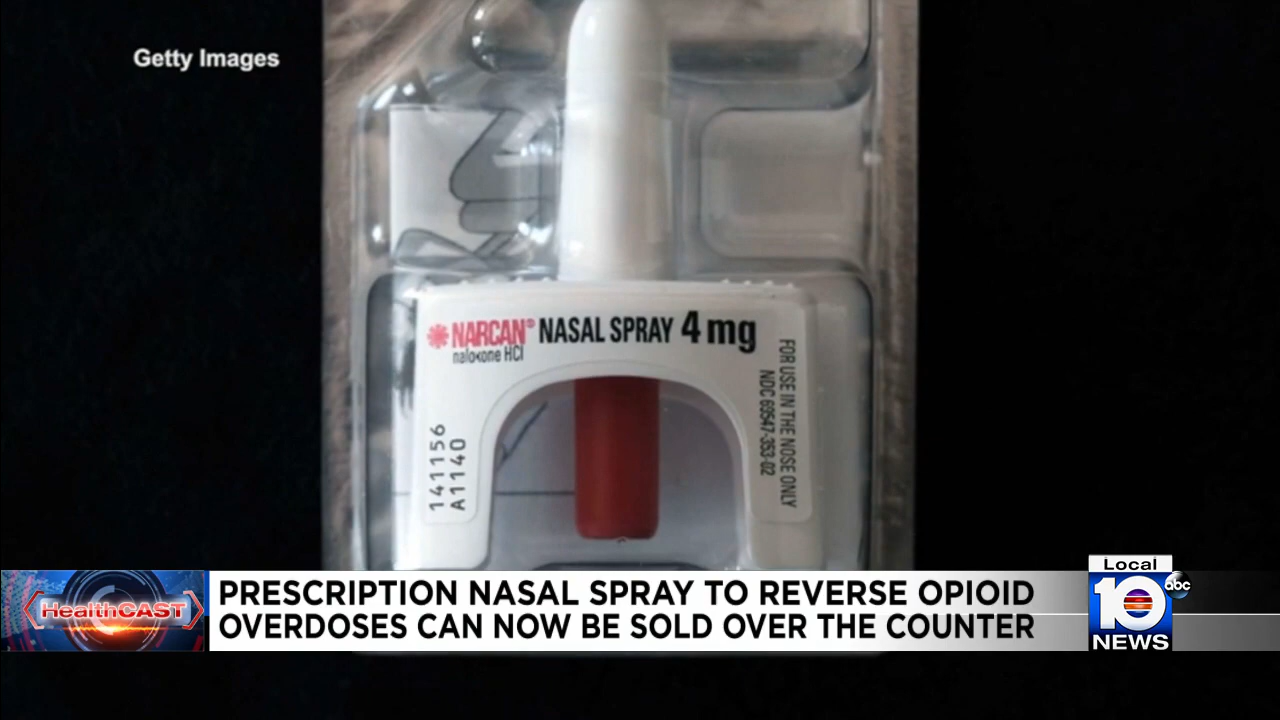 Getty Images
NARCAN® NASAL SPRAY 4 mg
naloxone HCl
FOR USE IN THE NOSE ONLY
NDC 69547-353-02
141156
A1140
HealthCAST
PRESCRIPTION NASAL SPRAY TO REVERSE OPIOID
OVERDOSES CAN NOW BE SOLD OVER THE COUNTER
Local
10
abc
NEWS